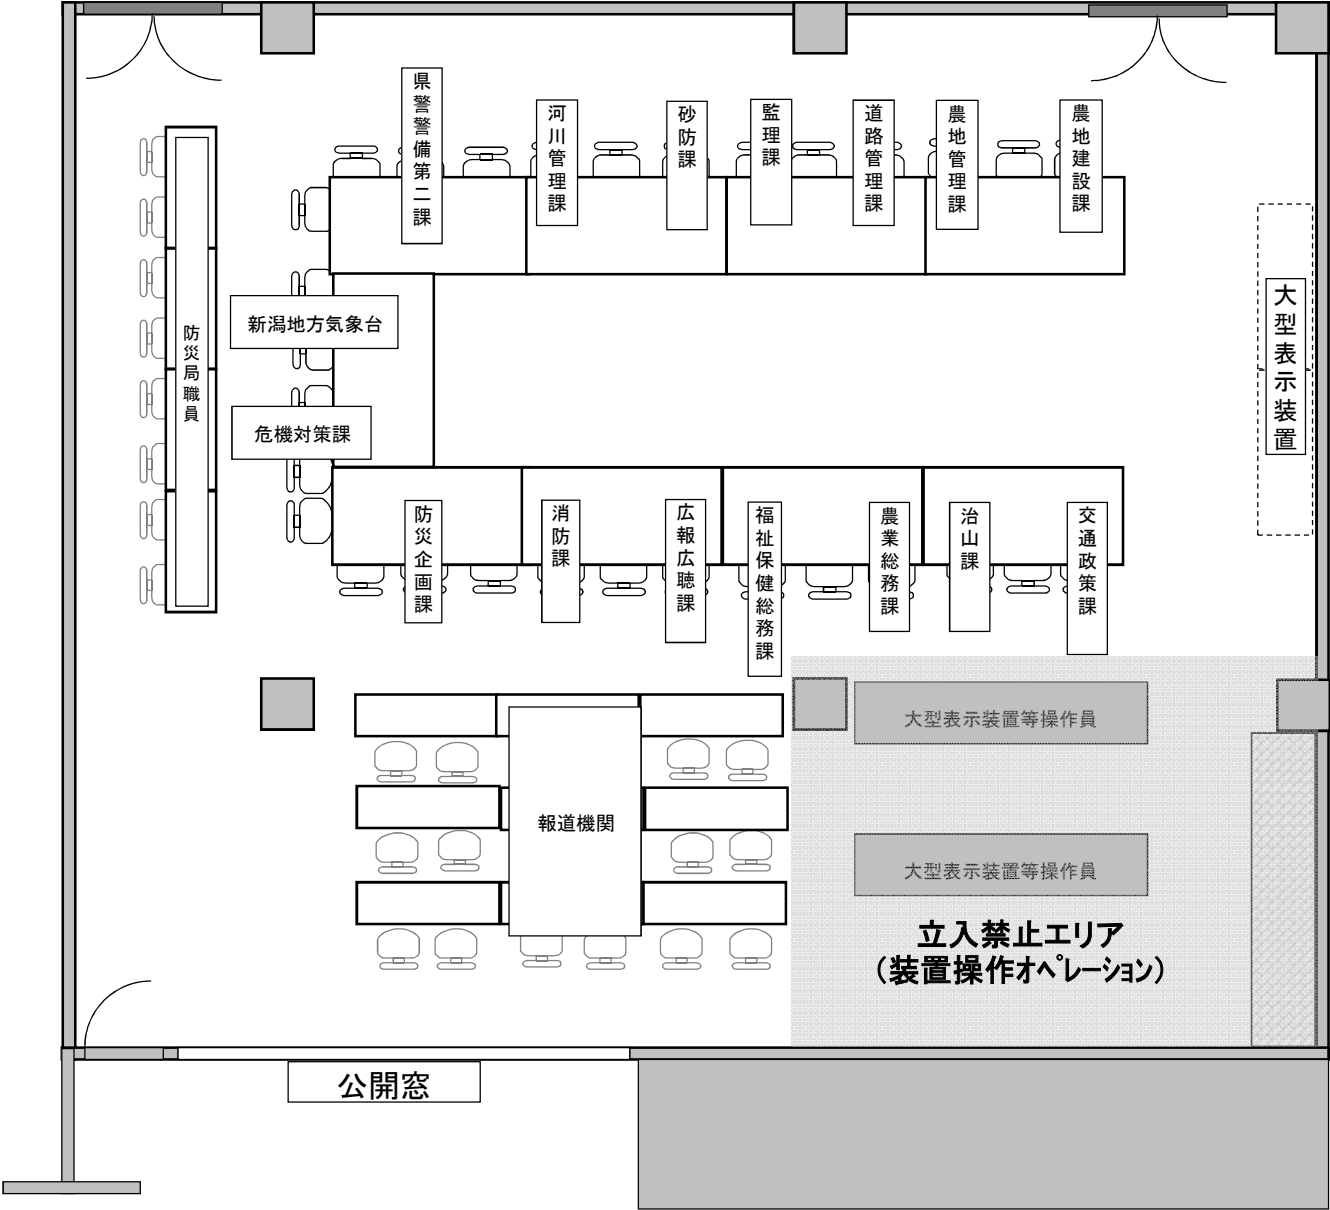 県警警備第二課
河川管理課
砂防課
監理課
道路管理課
農地管理課
農地建設課
新潟地方気象台
危機対策課
防災局職員
大型表示装置
防災企画課
消防課
広報広聴課
福祉保健総務課
農業総務課
治山課
交通政策課
報道機関
大型表示装置等操作員
大型表示装置等操作員
立入禁止エリア
（装置操作ｵﾍﾟﾚｰｼｮﾝ）
公開窓